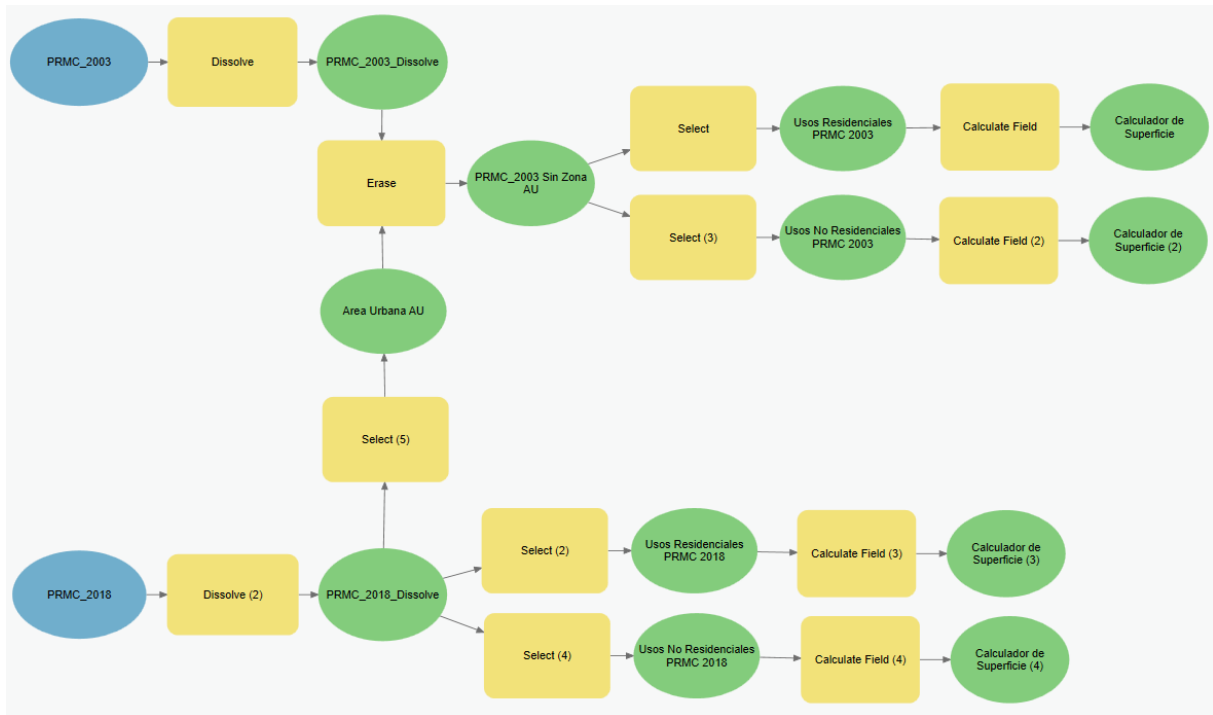 PRMC_2003
Dissolve
PRMC_2003_Dissolve
Select
Usos Residenciales
PRMC 2003
Calculate Field
Calculador de
Superficie
Erase
PRMC_2003 Sin Zona
AU
Select (3)
Usos No Residenciales
PRMC 2003
Calculate Field (2)
Calculador de
Superficie (2)
Area Urbana AU
Select (5)
Select (2)
Usos Residenciales
PRMC 2018
Calculate Field (3)
Calculador de
Superficie (3)
PRMC_2018
Dissolve (2)
PRMC_2018_Dissolve
Select (4)
Usos No Residenciales
PRMC 2018
Calculate Field (4)
Calculador de
Superficie (4)